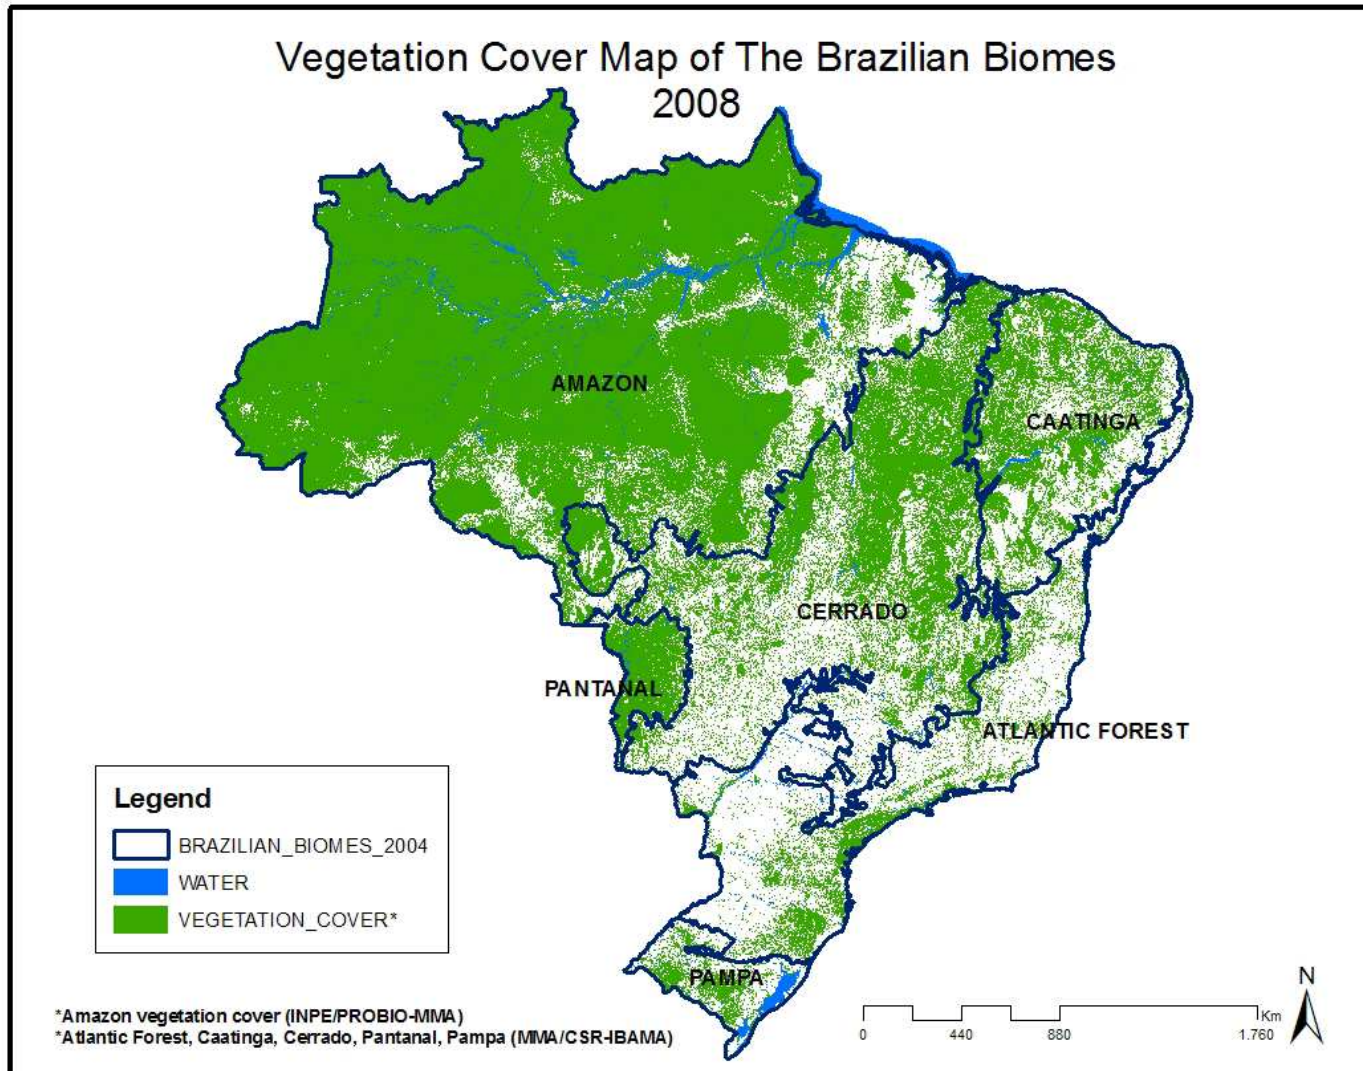 Vegetation Cover Map of The Brazilian Biomes
2008
AMAZON
CAATINGA
CERRADO
PANTANAL
ATLANTIC FOREST
PAMPA
Legend
BRAZILIAN_BIOMES_2004
WATER
VEGETATION_COVER*
*Amazon vegetation cover (INPE/PROBIO-MMA)
*Atlantic Forest, Caatinga, Cerrado, Pantanal, Pampa (MMA/CSR-IBAMA)
N
Km
0 440 880 1.760